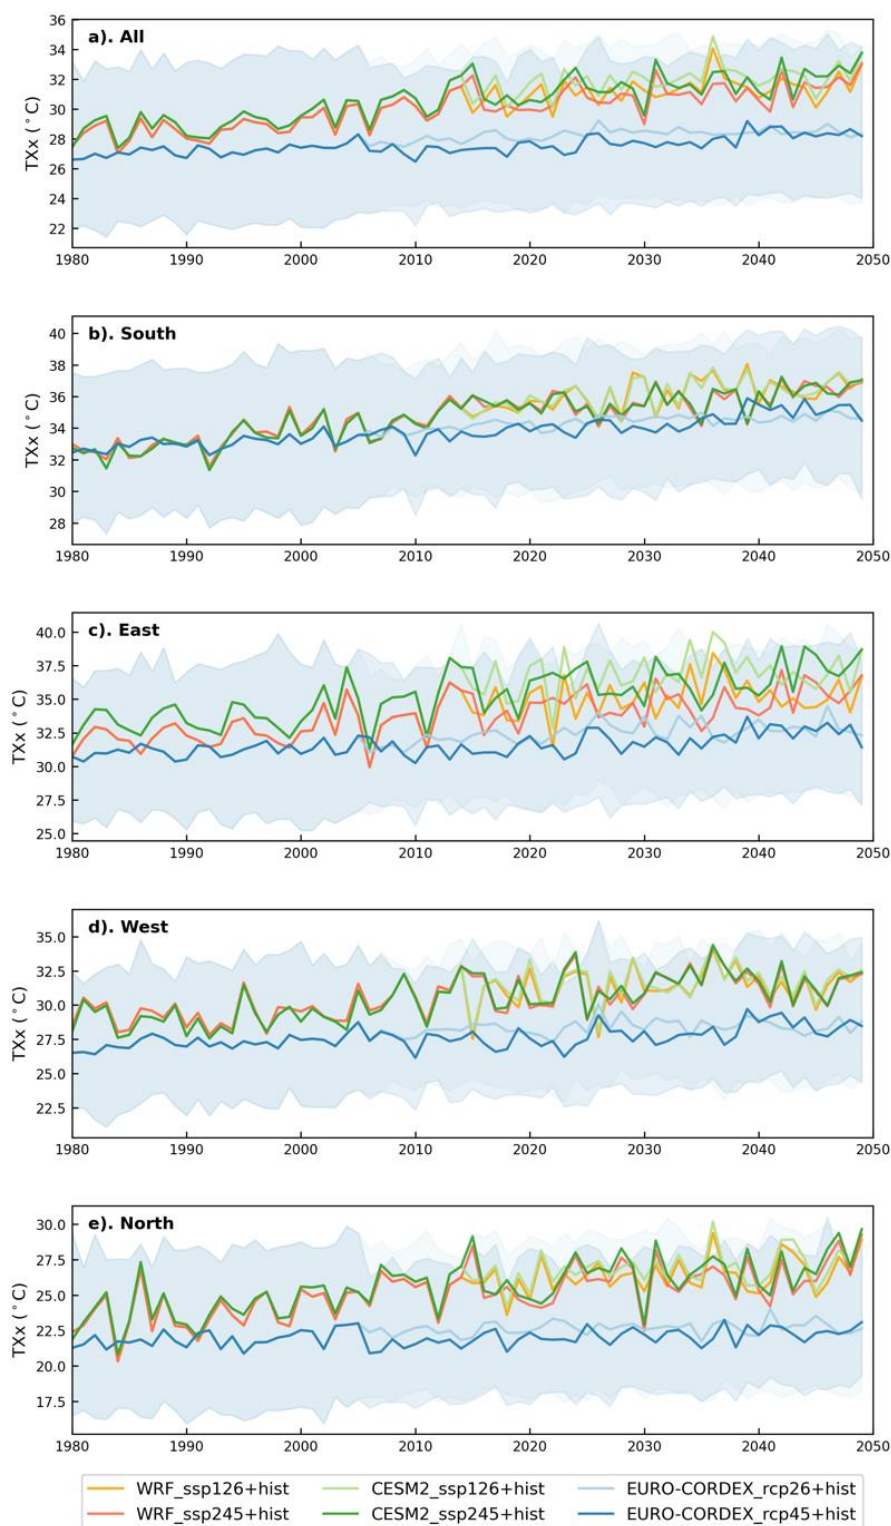 a). All
TXx (°C)
36
34
32
30
28
26
24
22
1980 1990 2000 2010 2020 2030 2040 2050
b). South
TXx (°C)
40
38
36
34
32
30
28
1980 1990 2000 2010 2020 2030 2040 2050
c). East
TXx (°C)
40.0
37.5
35.0
32.5
30.0
27.5
25.0
1980 1990 2000 2010 2020 2030 2040 2050
d). West
TXx (°C)
35.0
32.5
30.0
27.5
25.0
22.5
1980 1990 2000 2010 2020 2030 2040 2050
e). North
TXx (°C)
30.0
27.5
25.0
22.5
20.0
17.5
1980 1990 2000 2010 2020 2030 2040 2050
WRF_ssp126+hist CESM2_ssp126+hist EURO-CORDEX_rcp26+hist
WRF_ssp245+hist CESM2_ssp245+hist EURO-CORDEX_rcp45+hist